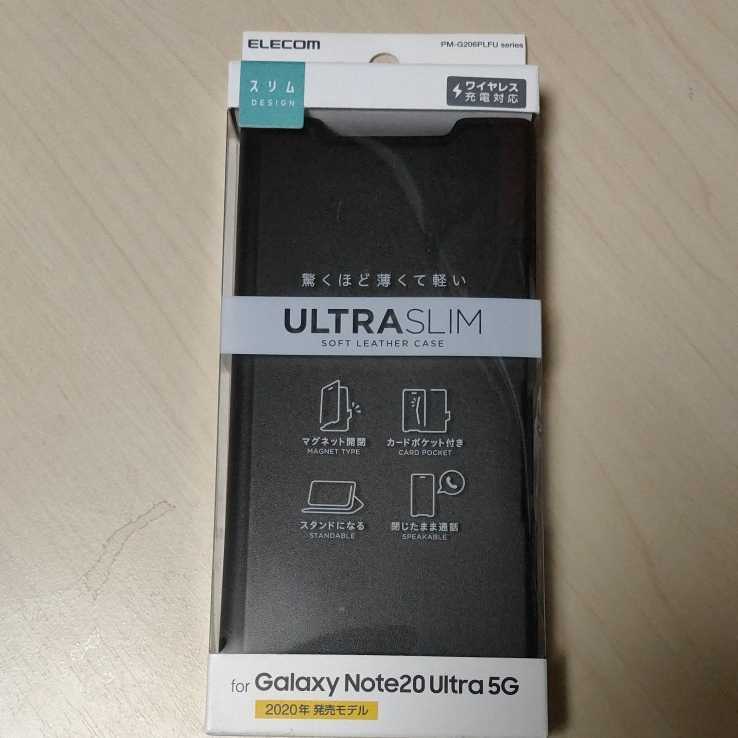 ELECOM
PM-G206PLFU series
スリム
DESIGN
ワイヤレス
充電対応
驚くほど薄くて軽い
ULTRASLIM
SOFT LEATHER CASE
マグネット開閉
MAGNET TYPE
カードポケット付き
CARD POCKET
スタンドになる
STANDABLE
閉じたまま通話
SPEAKABLE
for Galaxy Note20 Ultra 5G
2020年 発売モデル